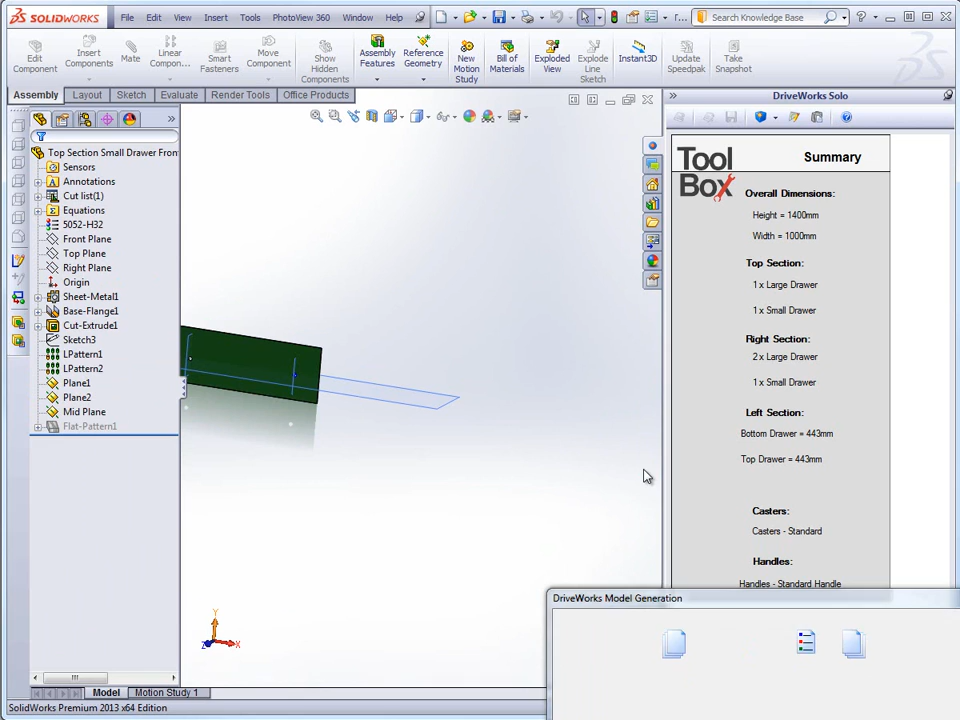 SOLIDWORKS File Edit View Insert Tools PhotoView 360 Window Help r... Search Knowledge Base
Edit Component
Insert Components
Mate
Linear Compon...
Smart Fasteners
Move Component
Show Hidden Components
Assembly Features
Reference Geometry
New Motion Study
Bill of Materials
Exploded View
Explode Line Sketch
Instant3D
Update Speedpak
Take Snapshot
Assembly Layout Sketch Evaluate Render Tools Office Products
DriveWorks Solo
Top Section Small Drawer Fron
Sensors
Annotations
Cut list(1)
Equations
5052-H32
Front Plane
Top Plane
Right Plane
Origin
Sheet-Metal1
Base-Flange1
Cut-Extrude1
Sketch3
LPattern1
LPattern2
Plane1
Plane2
Mid Plane
Flat-Pattern1
Y
Z X
Tool Box
Summary
Overall Dimensions:
Height = 1400mm
Width = 1000mm
Top Section:
1 x Large Drawer
1 x Small Drawer
Right Section:
2 x Large Drawer
1 x Small Drawer
Left Section:
Bottom Drawer = 443mm
Top Drawer = 443mm
Casters:
Casters - Standard
Handles:
Handles - Standard Handle
DriveWorks Model Generation
Model Motion Study 1
SolidWorks Premium 2013 x64 Edition